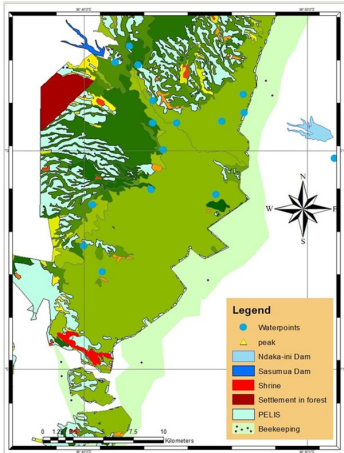 N
W
E
S
Legend
Waterpoints
peak
Ndaka-ini Dam
Sasumua Dam
Shrine
Settlement in forest
PELIS
Beekeeping
0
7.5
10
Kilometers